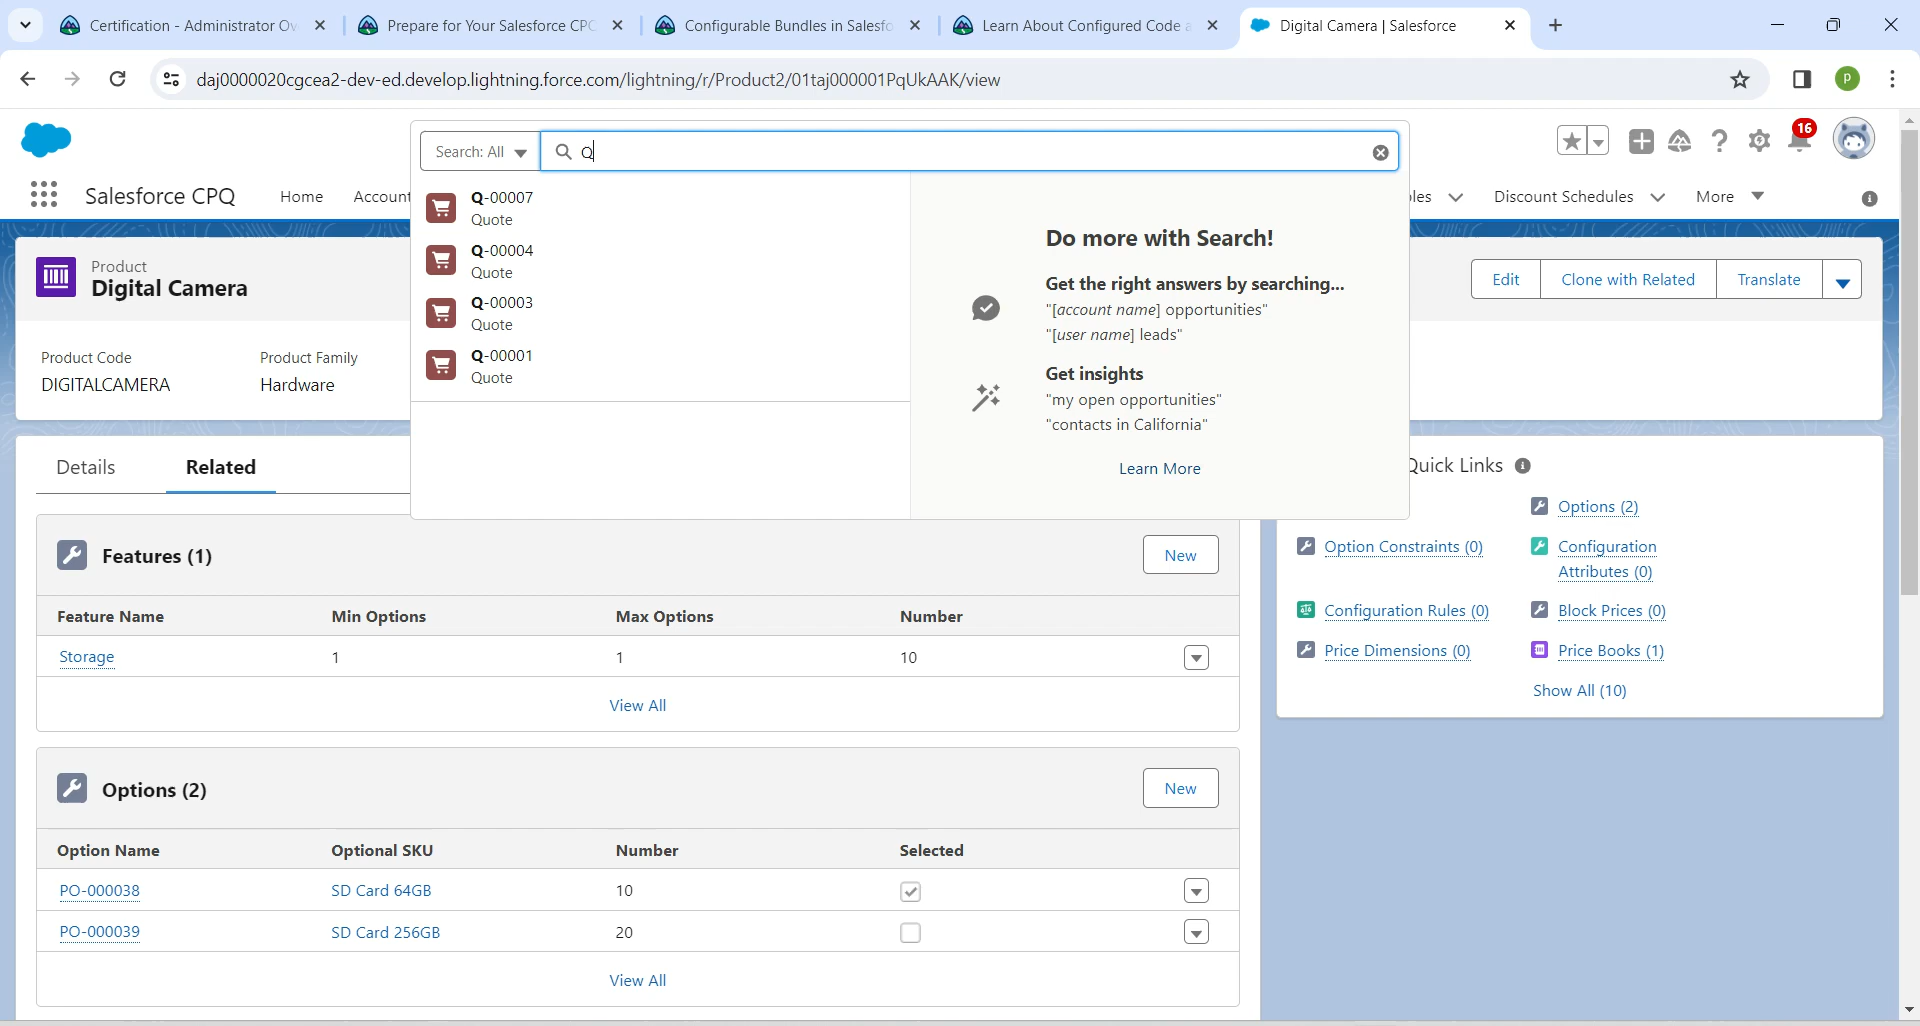 Certification - Administrator Ov
Prepare for Your Salesforce CPC
Configurable Bundles in Salesfo
Learn About Configured Code a
Digital Camera | Salesforce
daj0000020cgcea2-dev-ed.develop.lightning.force.com/lightning/r/Product2/01taj000001PqUkAAK/view
P
Search: All
Q
16
Salesforce CPQ
Home
Account
les
Discount Schedules
More
Q-00007
Quote
Q-00004
Quote
Q-00003
Quote
Q-00001
Quote
Do more with Search!
Get the right answers by searching...
"[account name] opportunities"
"[user name] leads"
Get insights
"my open opportunities"
"contacts in California"
Learn More
Product
Digital Camera
Edit
Clone with Related
Translate
Product Code
Product Family
DIGITALCAMERA
Hardware
Details
Related
Quick Links
Options (2)
Option Constraints (0)
Configuration
Attributes (0)
Configuration Rules (0)
Block Prices (0)
Price Dimensions (0)
Price Books (1)
Show All (10)
Features (1)
New
Feature Name
Min Options
Max Options
Number
Storage
1
1
10
View All
Options (2)
New
Option Name
Optional SKU
Number
Selected
PO-000038
SD Card 64GB
10
PO-000039
SD Card 256GB
20
View All